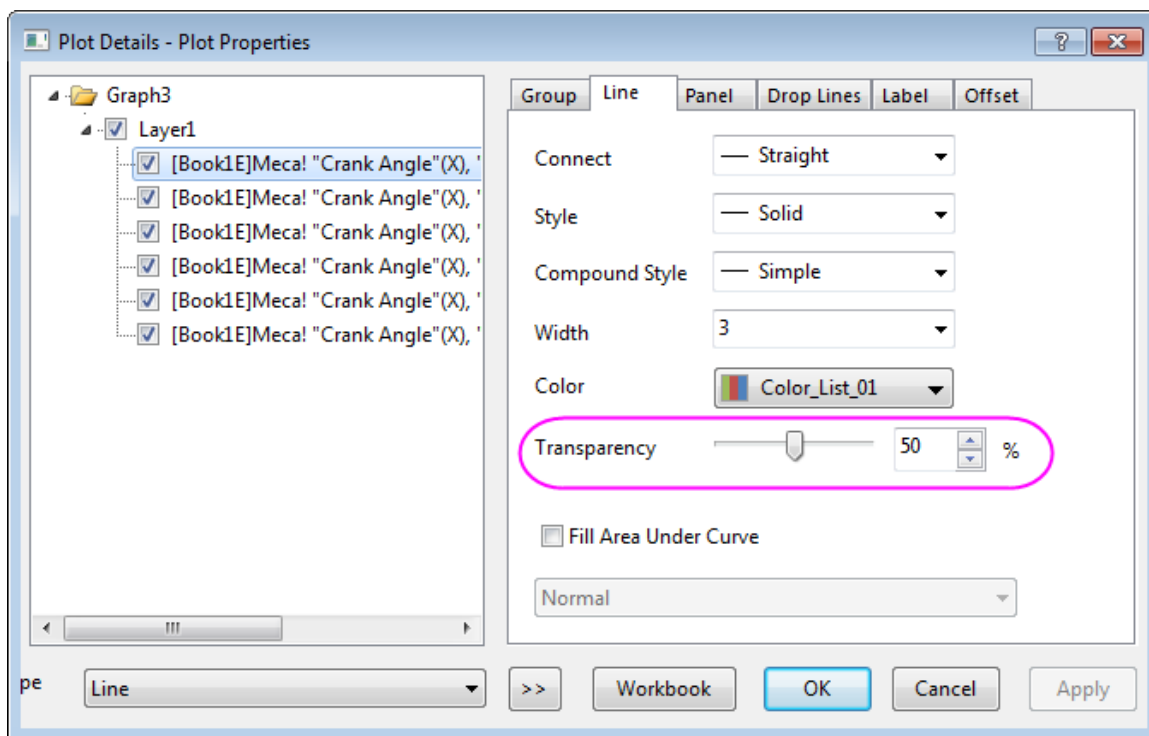 Plot Details - Plot Properties
Graph3
Layer1
[Book1E]Meca! "Crank Angle"(X), '
[Book1E]Meca! "Crank Angle"(X), '
[Book1E]Meca! "Crank Angle"(X), '
[Book1E]Meca! "Crank Angle"(X), '
[Book1E]Meca! "Crank Angle"(X), '
[Book1E]Meca! "Crank Angle"(X), '
Group Line Panel Drop Lines Label Offset
Connect Straight
Style Solid
Compound Style Simple
Width 3
Color Color_List_01
Transparency 50 %
Fill Area Under Curve
Normal
pe Line >> Workbook OK Cancel Apply